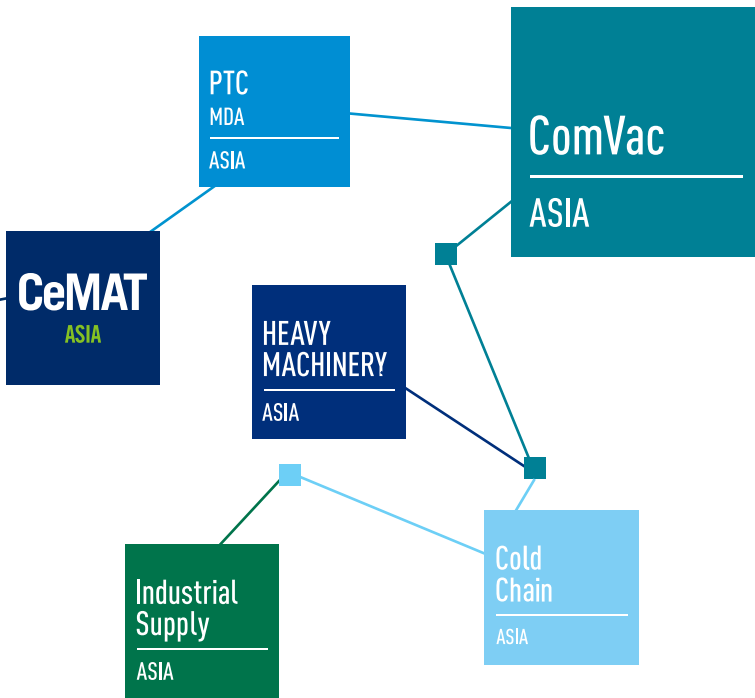 PTC
MDA
ASIA
ComVac
ASIA
CeMAT
ASIA
HEAVY
MACHINERY
ASIA
Industrial
Supply
ASIA
Cold
Chain
ASIA